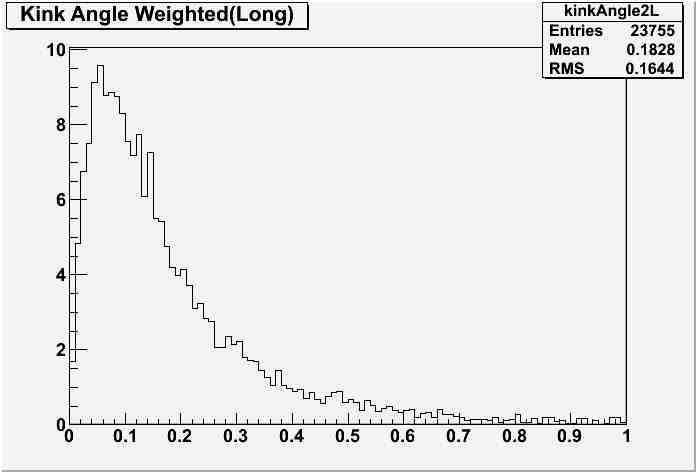 Kink Angle Weighted(Long)
kinkAngle2L
Entries 23755
Mean 0.1828
RMS 0.1644
10
8
6
4
2
0
0 0.1 0.2 0.3 0.4 0.5 0.6 0.7 0.8 0.9 1